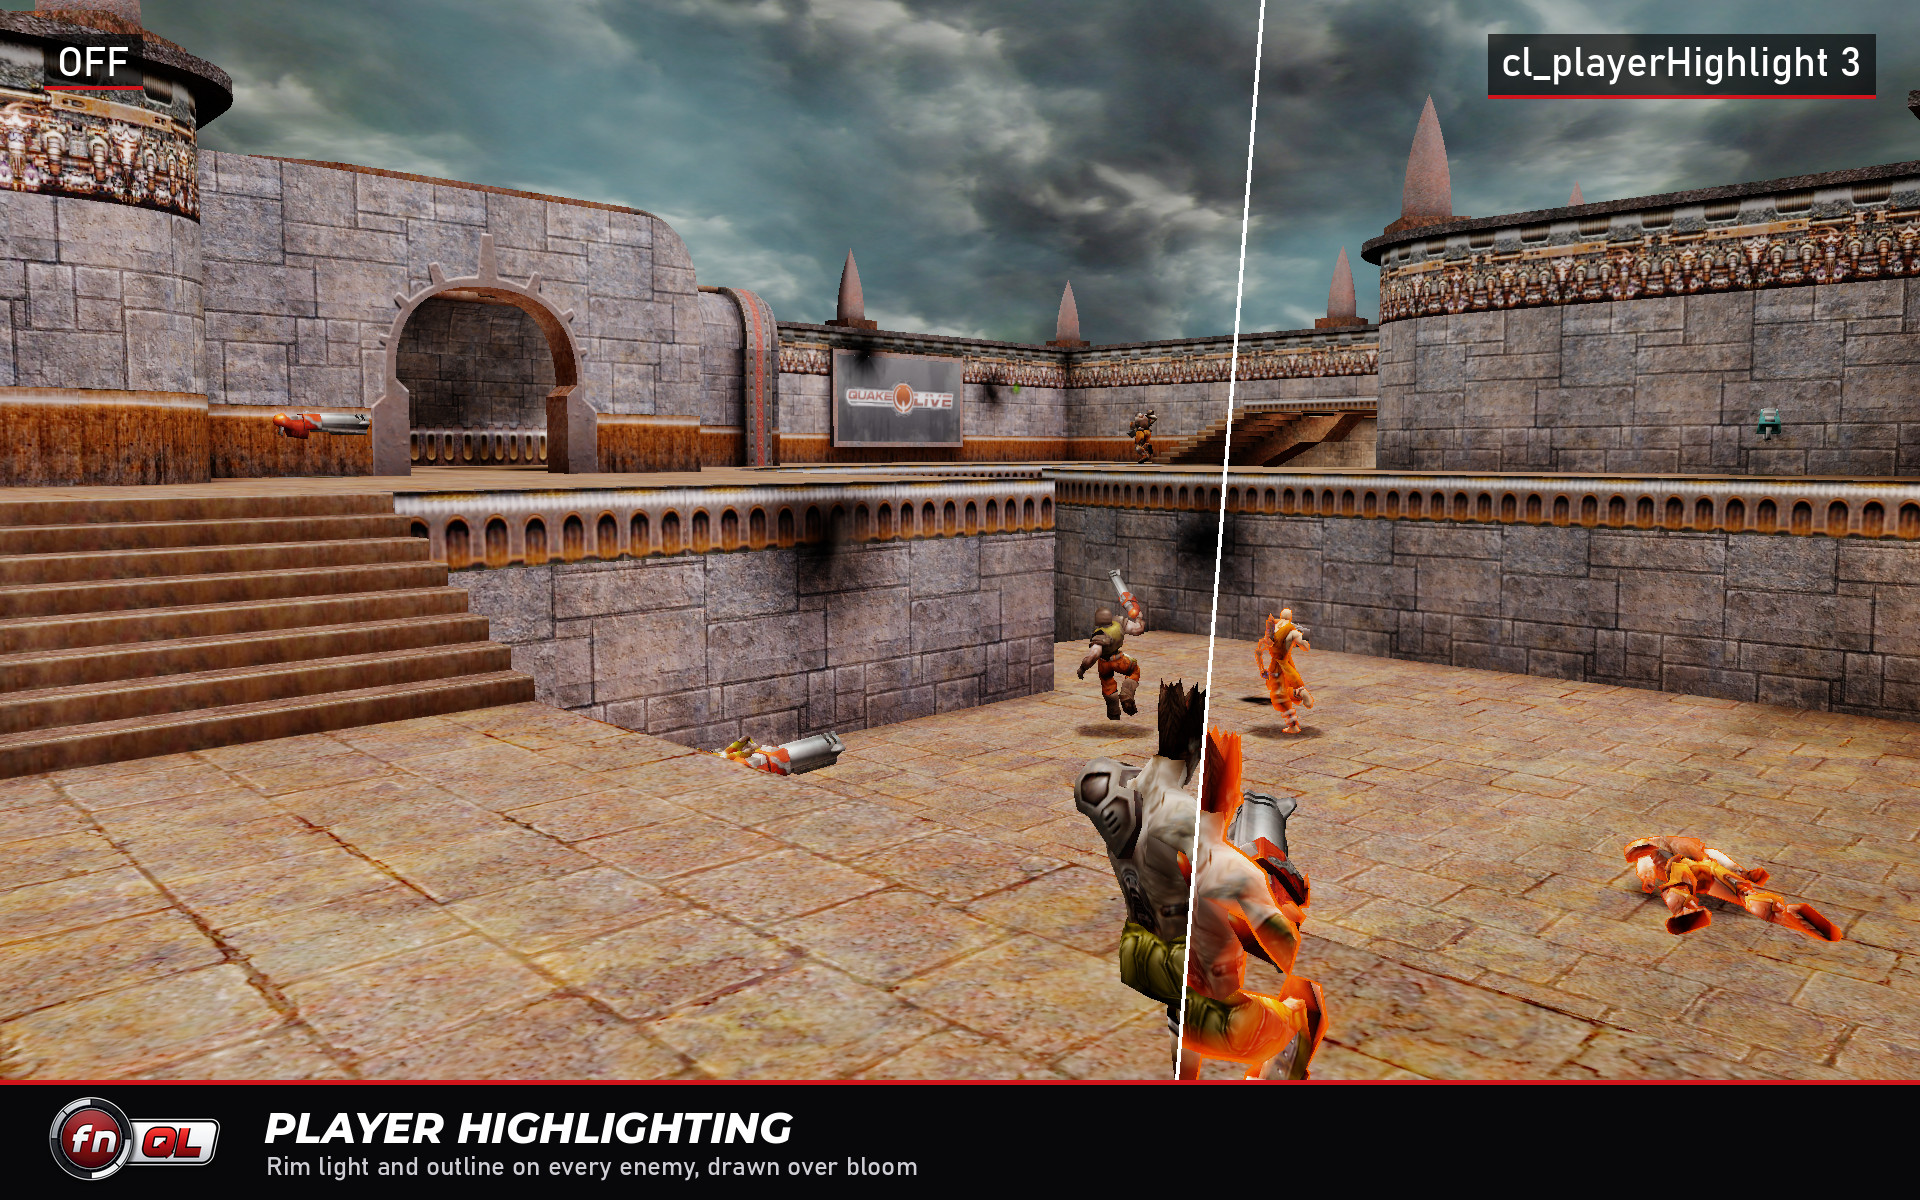 OFF
cl_playerHighlight 3
QUAKE LIVE
fn QL
PLAYER HIGHLIGHTING
Rim light and outline on every enemy, drawn over bloom